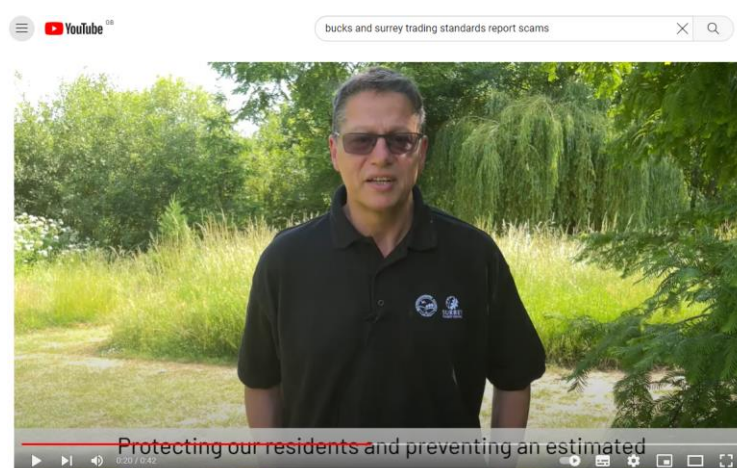 YouTube GB
bucks and surrey trading standards report scams
SURREY
Protecting our residents and preventing an estimated
0:20 / 0:42